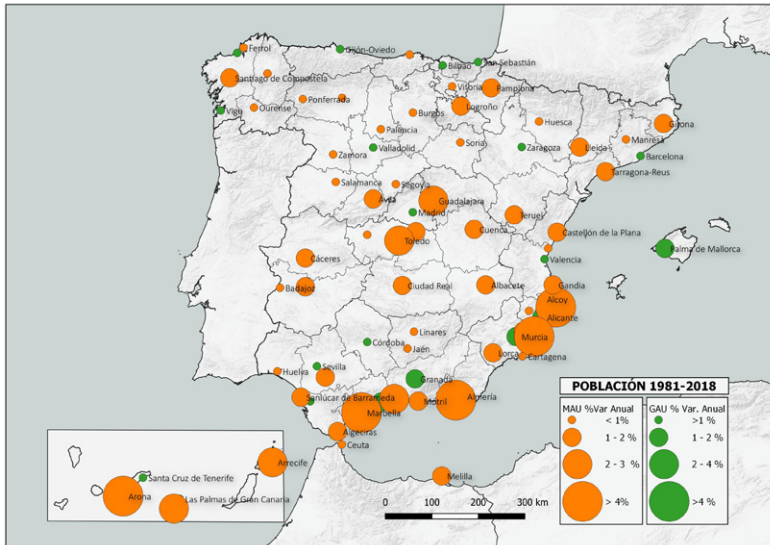 Ferrol
Gijón-Oviedo
Bilbao
San Sebastián
Santiago de Compostela
Vitoria
Pamplona
Vigo
Ourense
Ponferrada
Burgos
Logroño
Huesca
Girona
Palencia
Manresa
Zamora
Valladolid
Soria
Zaragoza
Lleida
Barcelona
Tarragona-Reus
Salamanca
Segovia
Ávila
Guadalajara
Madrid
Teruel
Cuenca
Castellón de la Plana
Toledo
Palma de Mallorca
Cáceres
Valencia
Badajoz
Ciudad Real
Albacete
Gandia
Alcoy
Alicante
Linares
Murcia
Córdoba
Jaén
Lorca
Cartagena
Huelva
Sevilla
Granada
Sanlúcar de Barrameda
Motril
Almería
Marbella
Algeciras
Ceuta
Melilla
Arrecife
Santa Cruz de Tenerife
Arona
Las Palmas de Gran Canaria
0 100 200 300 km
POBLACIÓN 1981-2018
MAU %Var Anual
< 1%
1 - 2 %
2 - 3 %
> 4%
GAU % Var. Anual
>1 %
1 - 2 %
2 - 4 %
>4%